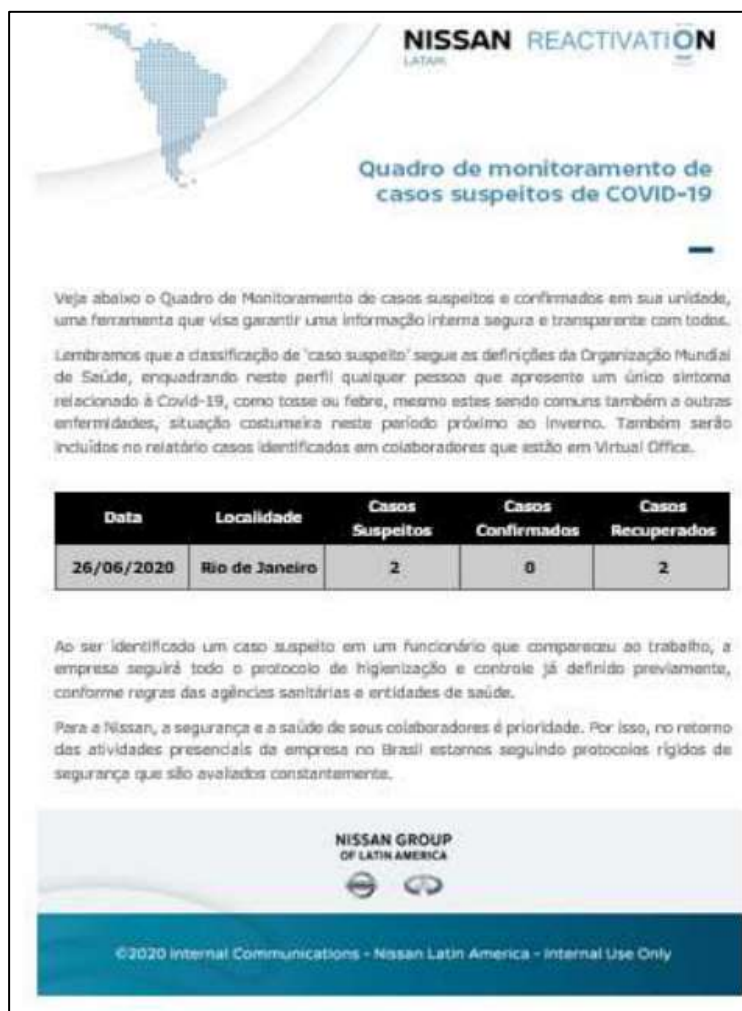 NISSAN REACTIVATION
LATAM
Quadro de monitoramento de
casos suspeitos de COVID-19
Veja abaixo o Quadro de Monitoramento de casos suspeitos e confirmados em sua unidade,
uma ferramenta que visa garantir uma informação interna segura e transparente com todos.
Lembramos que a classificação de 'caso suspeito' segue as definições da Organização Mundial
de Saúde, enquadrando neste perfil qualquer pessoa que apresente um único sintoma
relacionado à Covid-19, como tosse ou febre, mesmo estes sendo comuns também a outras
enfermidades, situação costumeira neste período próximo ao inverno. Também serão
incluídos no relatório casos identificados em colaboradores que estão em Virtual Office.
Data Localidade Casos Suspeitos Casos Confirmados Casos Recuperados
26/06/2020 Rio de Janeiro 2 0 2
Ao ser identificado um caso suspeito em um funcionário que compareceu ao trabalho, a
empresa seguirá todo o protocolo de higienização e controle já definido previamente,
conforme regras das agências sanitárias e entidades de saúde.
Para a Nissan, a segurança e a saúde de seus colaboradores é prioridade. Por isso, no retorno
das atividades presenciais da empresa no Brasil estamos seguindo protocolos rígidos de
segurança que são avaliados constantemente.
NISSAN GROUP
OF LATIN AMERICA
©2020 Internal Communications - Nissan Latin America - Internal Use Only